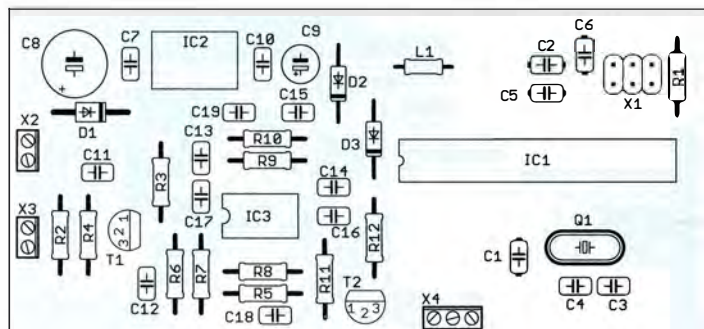 C8
C7
IC2
C10
C9
D2
L1
C2
C6
C5
X1
R1
+
+
D1
C19
C15
X2
C13
R10
R9
D3
IC1
C11
R3
C14
X3
C17
IC3
C16
R2
R4
3 2 1
T1
R12
Q1
C1
R6
R7
R8
R5
R11
T2
1 2 3
C12
C18
X4
C4
C3